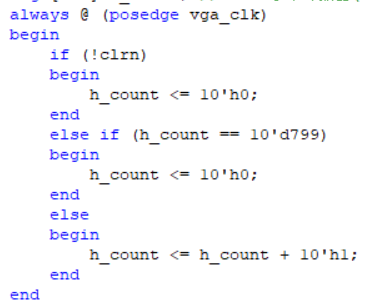 always @ (posedge vga_clk)
begin
    if (!clrn)
    begin
        h_count <= 10'h0;
    end
    else if (h_count == 10'd799)
    begin
        h_count <= 10'h0;
    end
    else
    begin
        h_count <= h_count + 10'h1;
    end
end